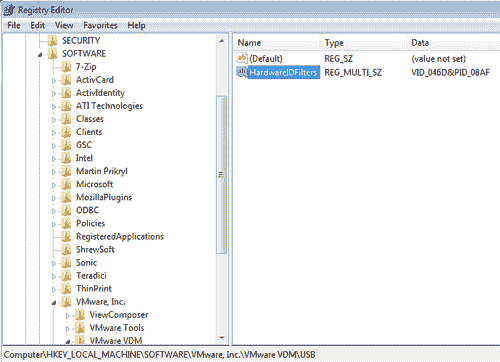 Registry Editor
File Edit View Favorites Help
SECURITY
SOFTWARE
7-Zip
ActivCard
ActivIdentity
ATI Technologies
Classes
Clients
GSC
Intel
Martin Prikryl
Microsoft
MozillaPlugins
ODBC
Policies
RegisteredApplications
ShrewSoft
Sonic
Teradici
ThinPrint
VMware, Inc.
ViewComposer
VMware Tools
VMware VDM
Name Type Data
(Default) REG_SZ (value not set)
HardwareIDFilters REG_MULTI_SZ VID_046D&PID_08AF
Computer\HKEY_LOCAL_MACHINE\SOFTWARE\VMware, Inc.\VMware VDM\USB